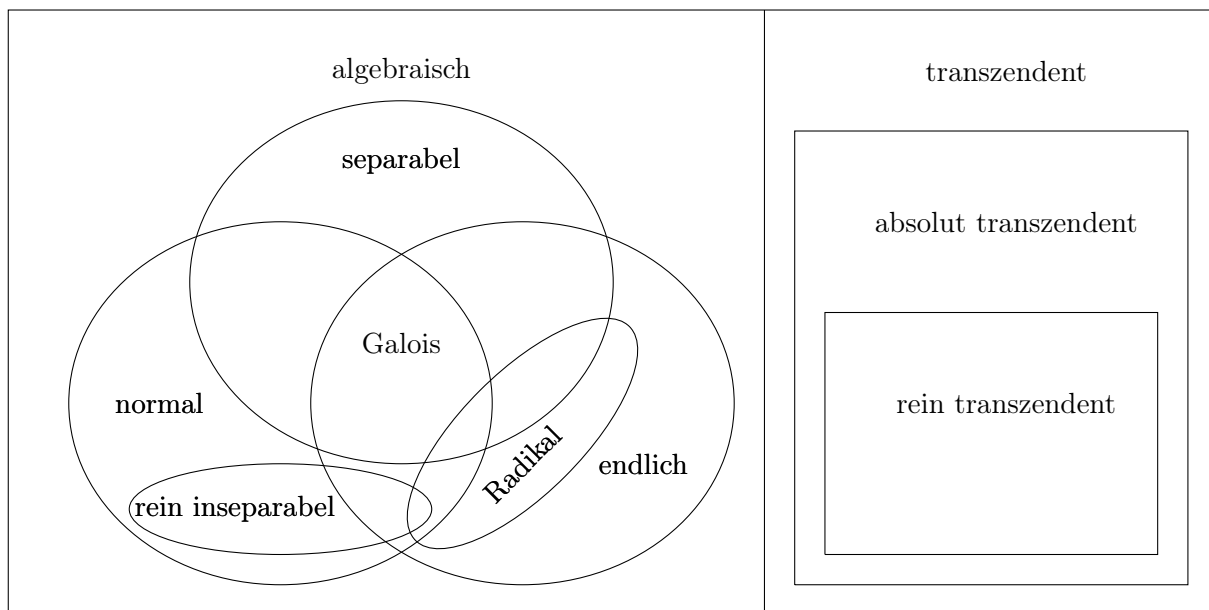 algebraisch
transzendent
separabel
absolut transzendent
Galois
normal
rein transzendent
Radikal
endlich
rein inseparabel